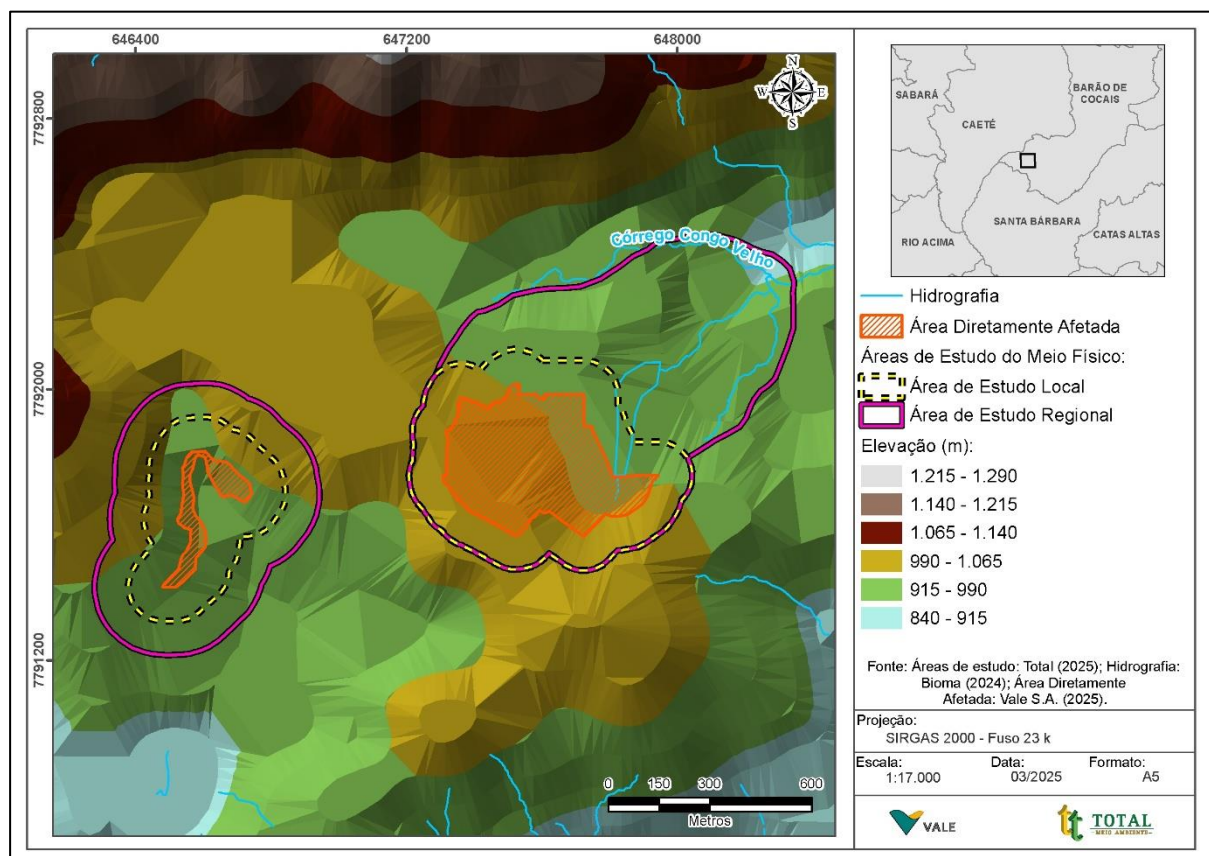 646400
647200
648000
7792800
7792000
7791200
N
W
E
S
Córrego Congo Velho
0
150
300
600
Metros
SABARÁ
BARÃO DE
COCAIS
CAETÉ
SANTA BÁRBARA
RIO ACIMA
CATAS ALTAS
Hidrografia
Área Diretamente Afetada
Áreas de Estudo do Meio Físico:
Área de Estudo Local
Área de Estudo Regional
Elevação (m):
1.215 - 1.290
1.140 - 1.215
1.065 - 1.140
990 - 1.065
915 - 990
840 - 915
Fonte: Áreas de estudo: Total (2025); Hidrografia:
Bioma (2024); Área Diretamente
Afetada: Vale S.A. (2025).
Projeção:
SIRGAS 2000 - Fuso 23 k
Escala:
1:17.000
Data:
03/2025
Formato:
A5
VALE
tt TOTAL
MEIO AMBIENTE